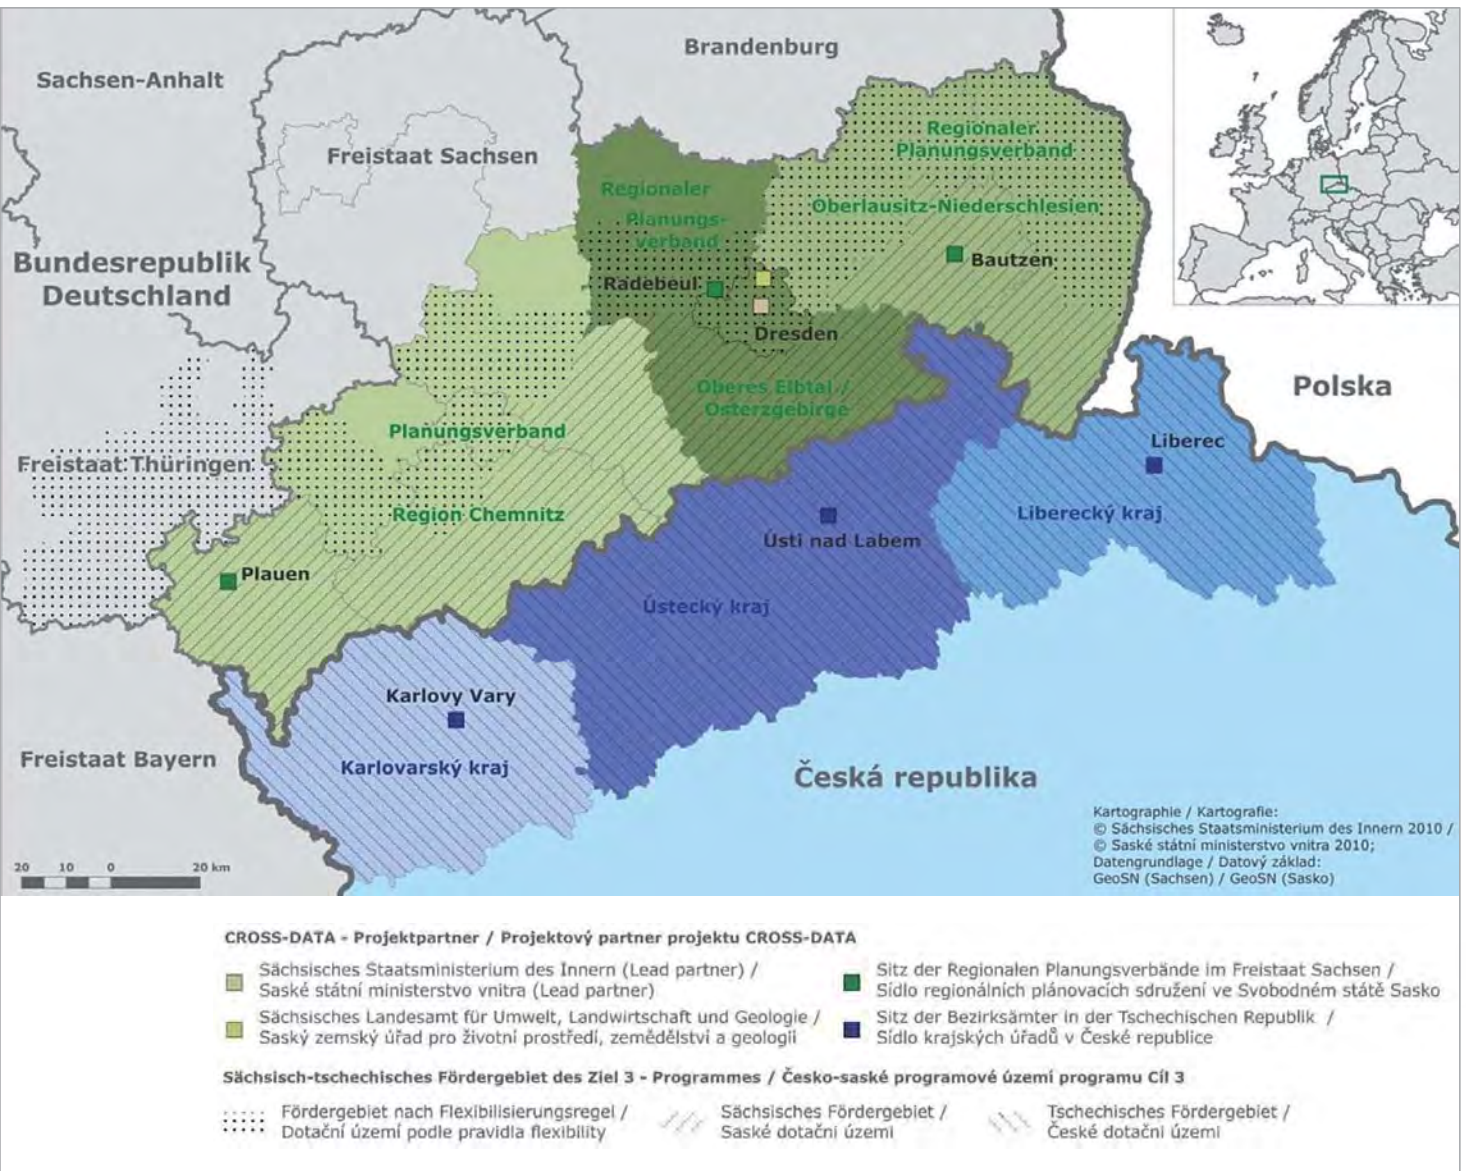 Brandenburg
Sachsen-Anhalt
Freistaat Sachsen
Regionaler
Planungsverband
Oberlausitz-Niederschlesien
Regionaler
Planungs-
verband
Bundesrepublik
Deutschland
Bautzen
Radebeul
Dresden
Oberes Elbtal /
Osterzgebirge
Polska
Planungsverband
Region Chemnitz
Freistaat Thüringen
Liberec
Liberecký kraj
Ústi nad Labem
Plauen
Ústecký kraj
Karlovy Vary
Karlovarský kraj
Freistaat Bayern
Česká republika
Kartographie / Kartografie:
© Sächsisches Staatsministerium des Innern 2010 /
© Saské státní ministerstvo vnitra 2010;
Datengrundlage / Datový základ:
GeoSN (Sachsen) / GeoSN (Sasko)
20 10 0 20 km
CROSS-DATA - Projektpartner / Projektový partner projektu CROSS-DATA
Sächsisches Staatsministerium des Innern (Lead partner) /
Saské státní ministerstvo vnitra (Lead partner)
Sächsisches Landesamt für Umwelt, Landwirtschaft und Geologie /
Saský zemský úřad pro životní prostředí, zemědělství a geologii
Sitz der Regionalen Planungsverbände im Freistaat Sachsen /
Sídlo regionálních plánovacích sdružení ve Svobodném státě Sasko
Sitz der Bezirksämter in der Tschechischen Republik /
Sídlo krajských úřadů v České republice
Sächsisch-tschechisches Fördergebiet des Ziel 3 - Programmes / Česko-saské programové území programu Cíl 3
Fördergebiet nach Flexibilisierungsregel /
Dotační území podle pravidla flexibility
Sächsisches Fördergebiet /
Saské dotační území
Tschechisches Fördergebiet /
České dotační území